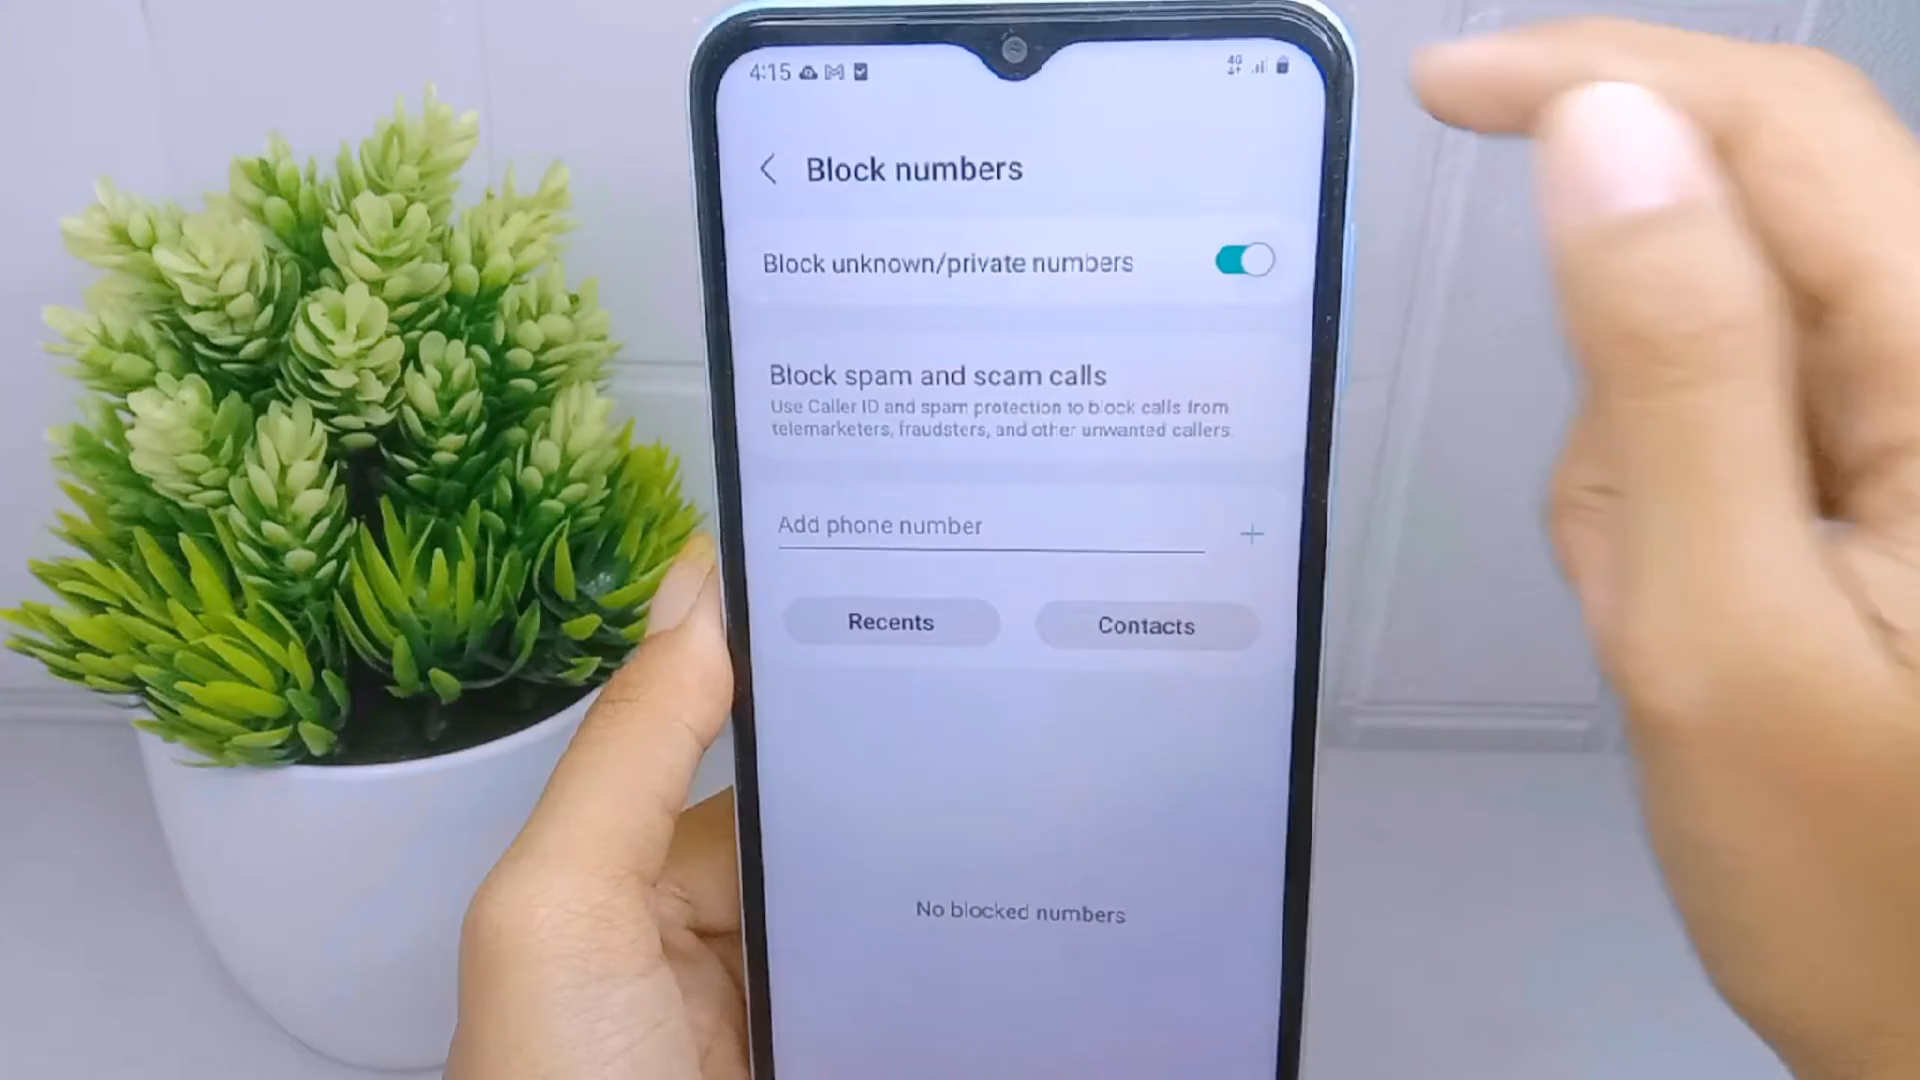 4:15
4G
Block numbers
Block unknown/private numbers
Block spam and scam calls
Use Caller ID and spam protection to block calls from
telemarketers, fraudsters, and other unwanted callers.
Add phone number
Recents
Contacts
No blocked numbers